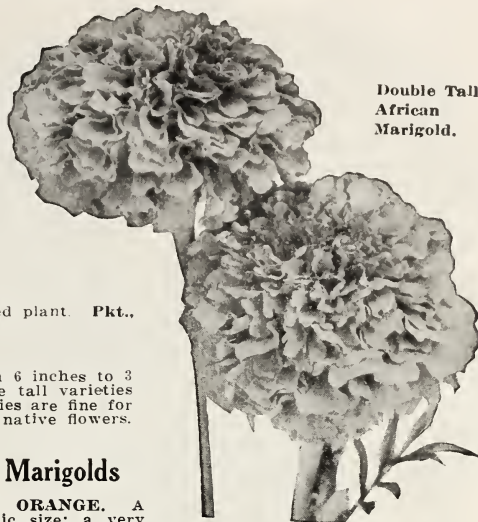 Double Tall
African
Marigold.
ed plant. Pkt.,
6 inches to 3
e tall varieties
ies are fine for
native flowers.
Marigolds
ORANGE. A
ic size; a very